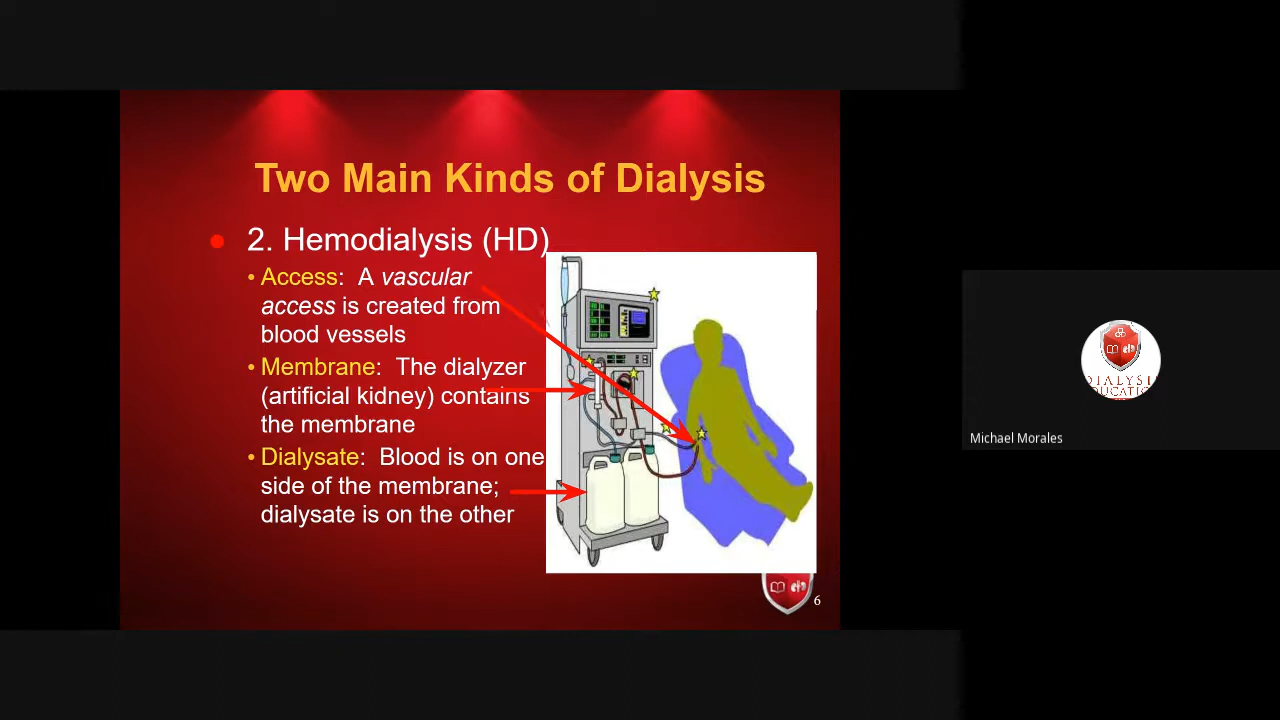 Two Main Kinds of Dialysis
2. Hemodialysis (HD)
• Access: A vascular
access is created from
blood vessels
• Membrane: The dialyzer
(artificial kidney) contains
the membrane
• Dialysate: Blood is on one
side of the membrane;
dialysate is on the other
6
Michael Morales